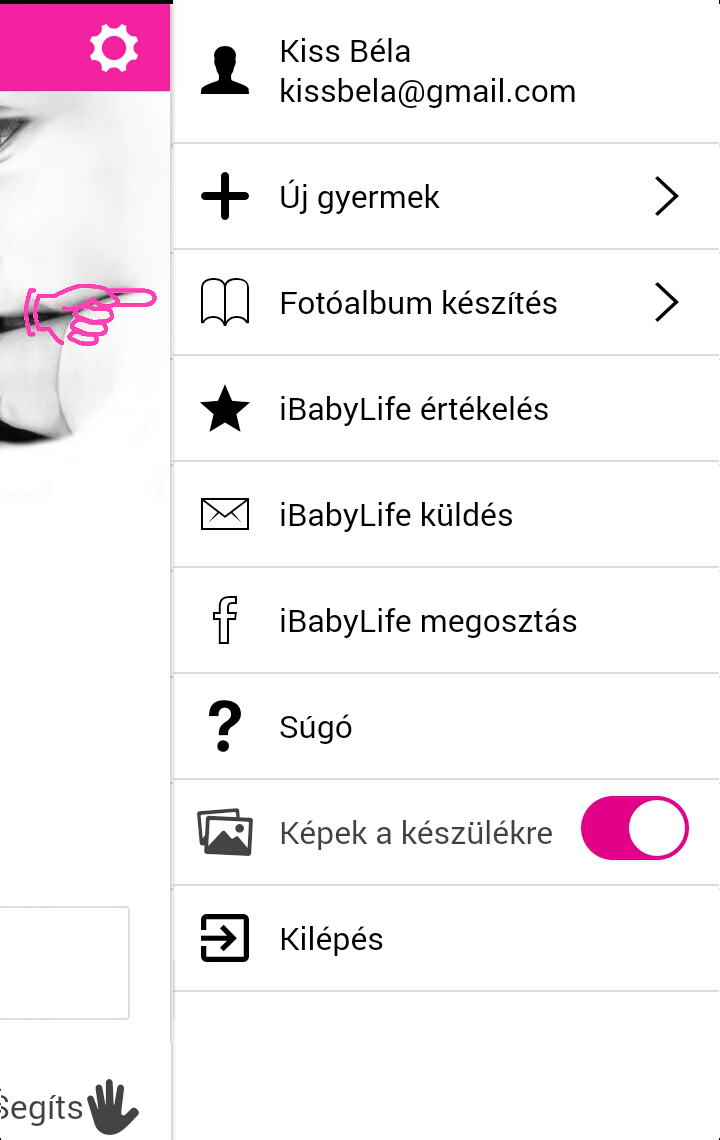 Kiss Béla
kissbela@gmail.com
Új gyermek
Fotóalbum készítés
iBabyLife értékelés
iBabyLife küldés
iBabyLife megosztás
Súgó
Képek a készülékre
Kilépés
Segíts